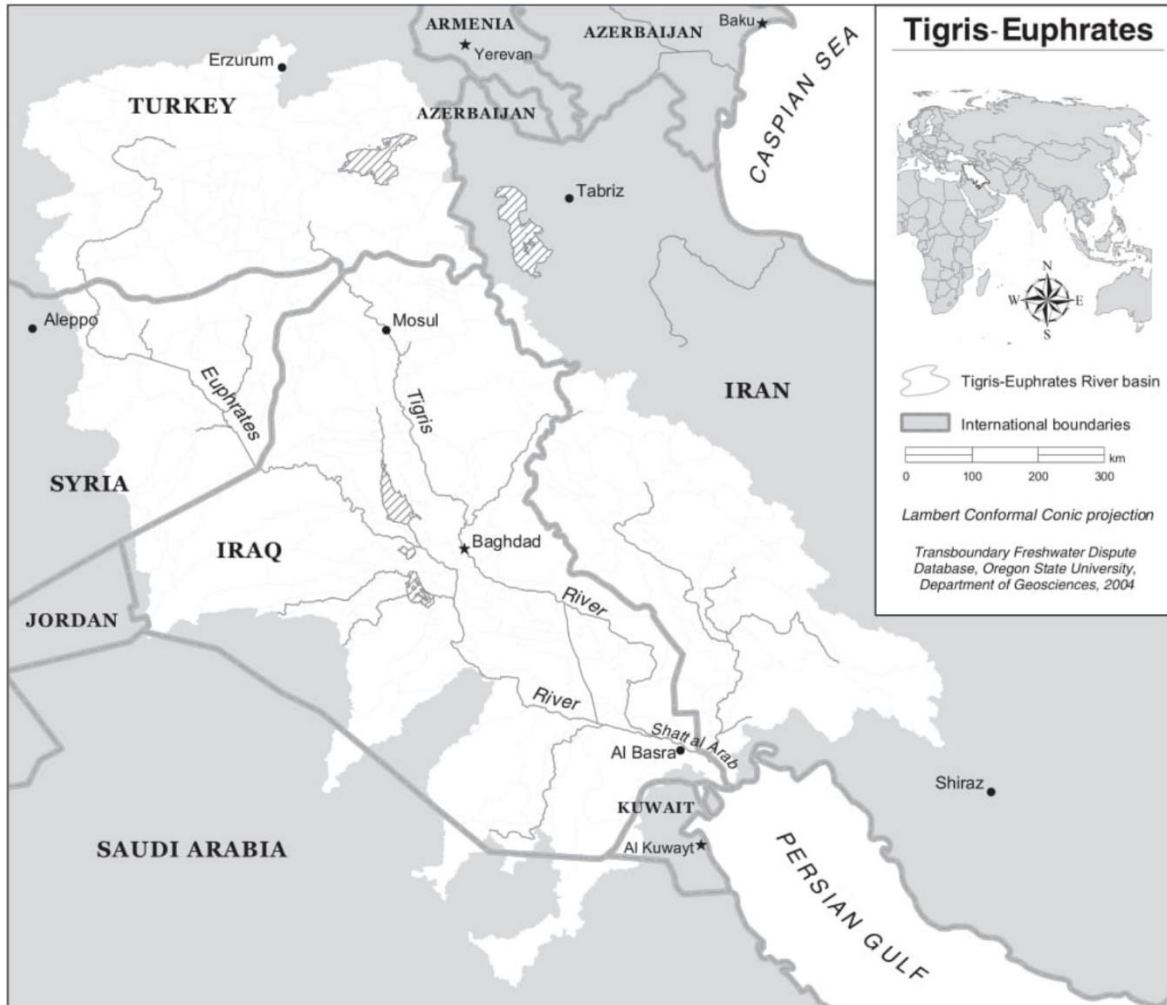 Tigris-Euphrates
ARMENIA
Yerevan
AZERBAIJAN
Baku
Erzurum
TURKEY
AZERBAIJAN
CASPIAN SEA
Tabriz
Aleppo
Mosul
Euphrates
Tigris
IRAN
SYRIA
IRAQ
Baghdad
JORDAN
River
River
Shatt al Arab
Al Basra
KUWAIT
Al Kuwayt
Shiraz
SAUDI ARABIA
PERSIAN GULF
N
W
E
S
Tigris-Euphrates River basin
International boundaries
km
0 100 200 300
Lambert Conformal Conic projection
Transboundary Freshwater Dispute
Database, Oregon State University,
Department of Geosciences, 2004